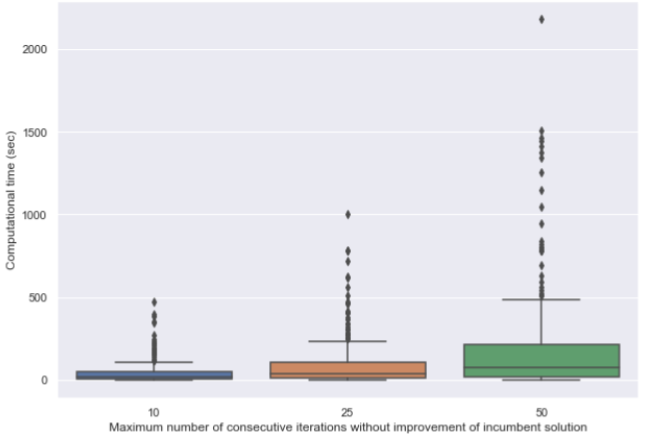 2000
1500
1000
500
0
Computational time (sec)
10 25 50
Maximum number of consecutive iterations without improvement of incumbent solution